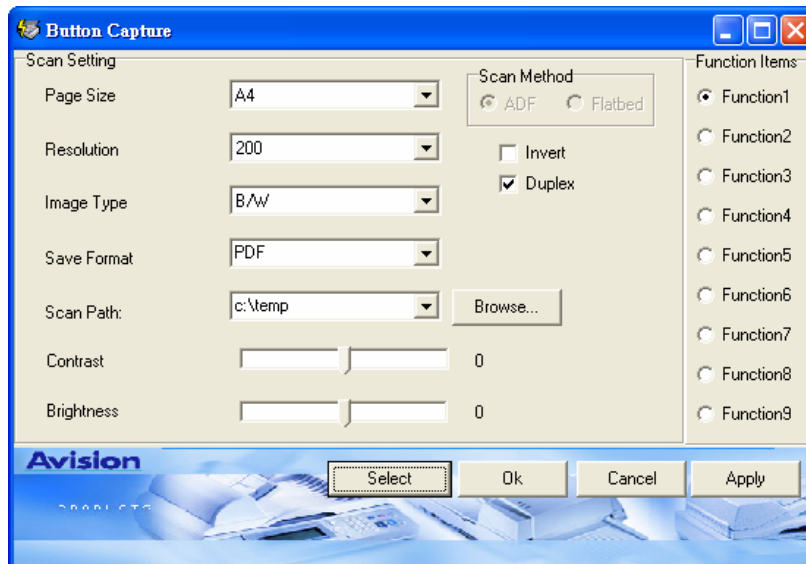 Button Capture
Scan Setting
Page Size
A4
Resolution
200
Image Type
B/W
Save Format
PDF
Scan Path:
c:\temp
Browse...
Contrast
0
Brightness
0
Scan Method
ADF
Flatbed
Invert
Duplex
Function Items
Function1
Function2
Function3
Function4
Function5
Function6
Function7
Function8
Function9
Avision
Select
Ok
Cancel
Apply